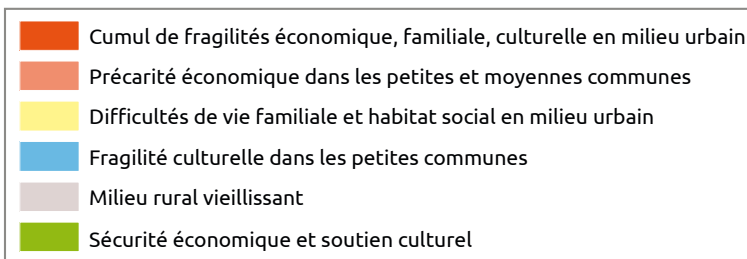 Cumul de fragilités économique, familiale, culturelle en milieu urbain
Précarité économique dans les petites et moyennes communes
Difficultés de vie familiale et habitat social en milieu urbain
Fragilité culturelle dans les petites communes
Milieu rural vieillissant
Sécurité économique et soutien culturel